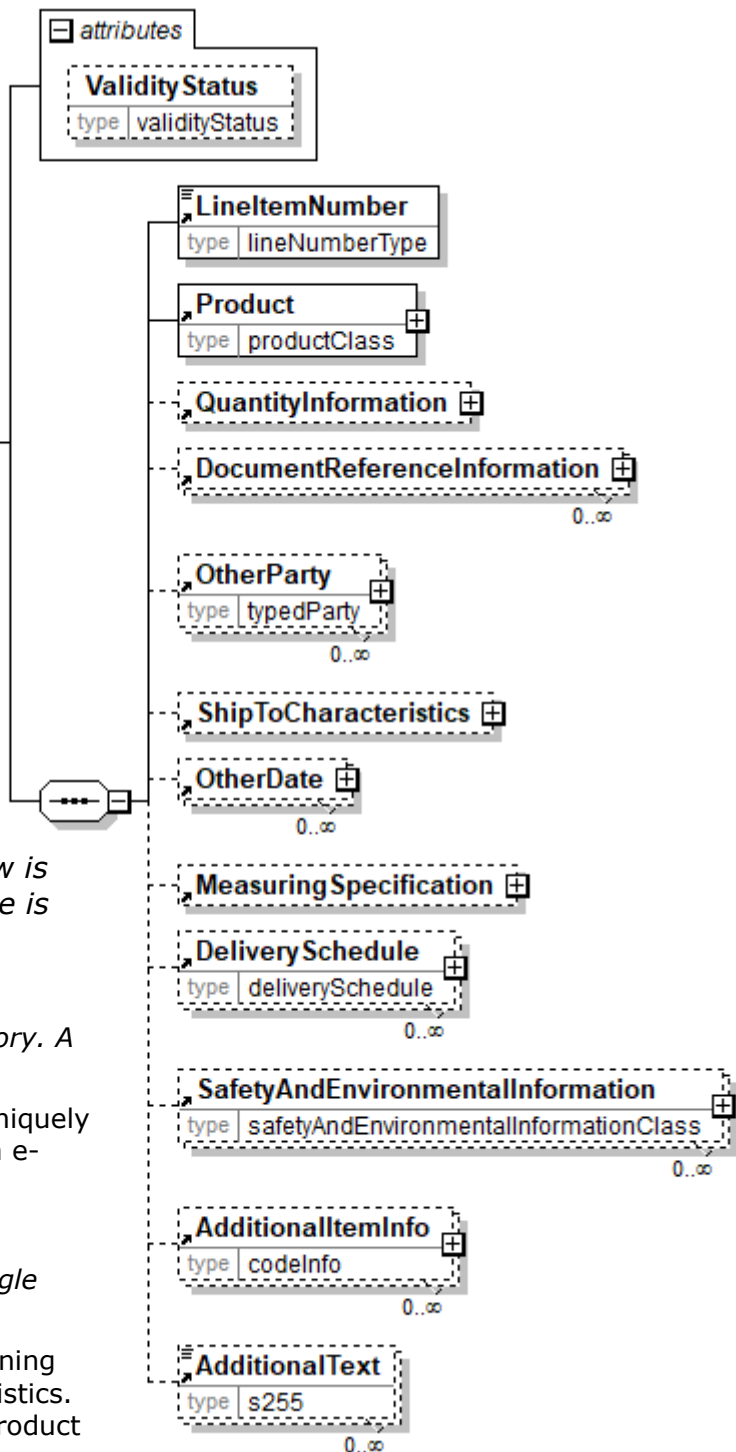 attributes
ValidityStatus
type validityStatus
LineItemNumber
type lineNumberType
Product
type productClass
QuantityInformation
DocumentReferenceInformation
0..∞
OtherParty
type typedParty
0..∞
ShipToCharacteristics
OtherDate
0..∞
w is
MeasuringSpecification
e is
DeliverySchedule
type deliverySchedule
0..∞
ory. A
SafetyAndEnvironmentalInformation
niquely
type safetyAndEnvironmentalInformationClass
n e-
0..∞
AdditionalItemInfo
type codeInfo
gle
0..∞
ning
AdditionalText
istics.
type s255
roduct
0..∞